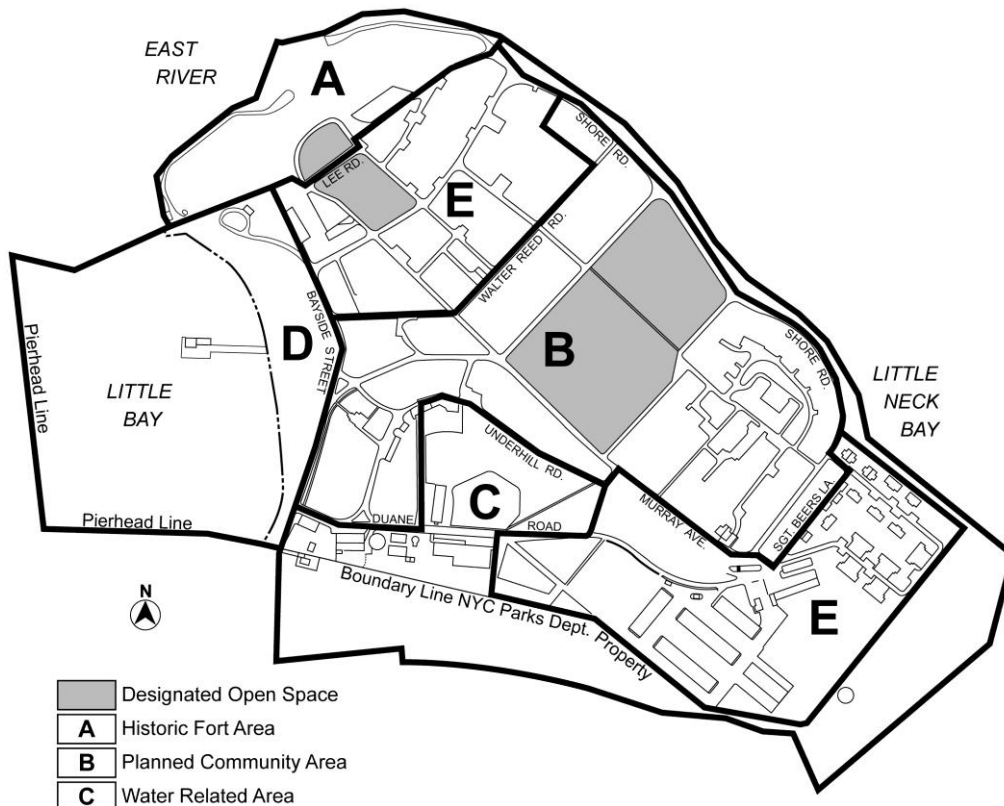 EAST
RIVER
A
LEE RD.
E
SHORE RD.
WALTER REED RD.
BAYSIDE STREET
D
B
Pierhead Line
LITTLE
BAY
SHORE RD.
LITTLE
NECK
BAY
UNDERHILL RD.
C
Pierhead Line
DUANE ROAD
MURRAY AVE.
SGT. BEERS LA.
Boundary Line NYC Parks Dept. Property
E
N
Designated Open Space
A Historic Fort Area
B Planned Community Area
C Water Related Area